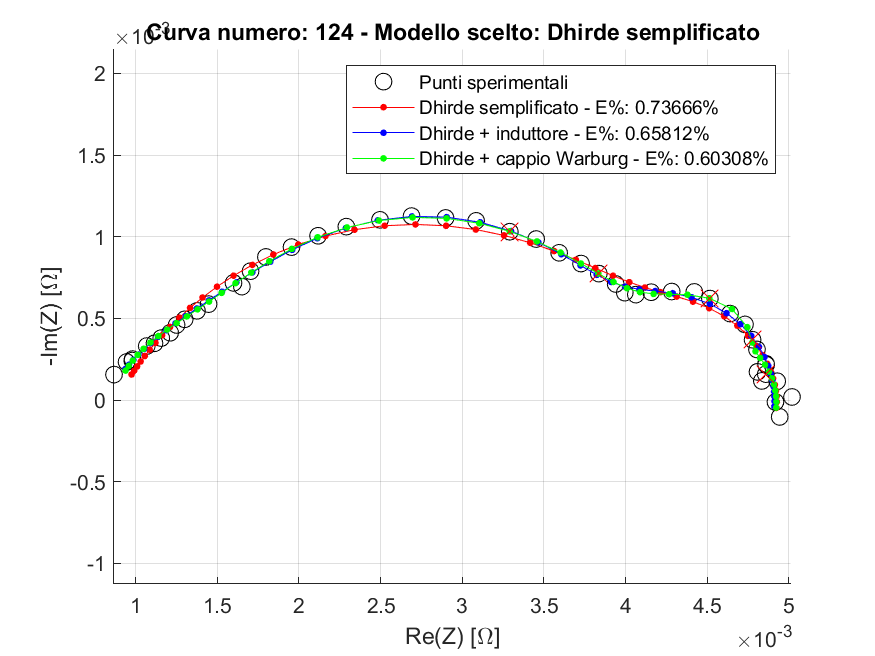 ×10-3
Curva numero: 124 - Modello scelto: Dhirde semplificato
Punti sperimentali
Dhirde semplificato - E%: 0.73666%
Dhirde + induttore - E%: 0.65812%
Dhirde + cappio Warburg - E%: 0.60308%
2
1.5
1
0.5
0
-0.5
-1
-Im(Z) [Ω]
1 1.5 2 2.5 3 3.5 4 4.5 5
Re(Z) [Ω]
×10-3